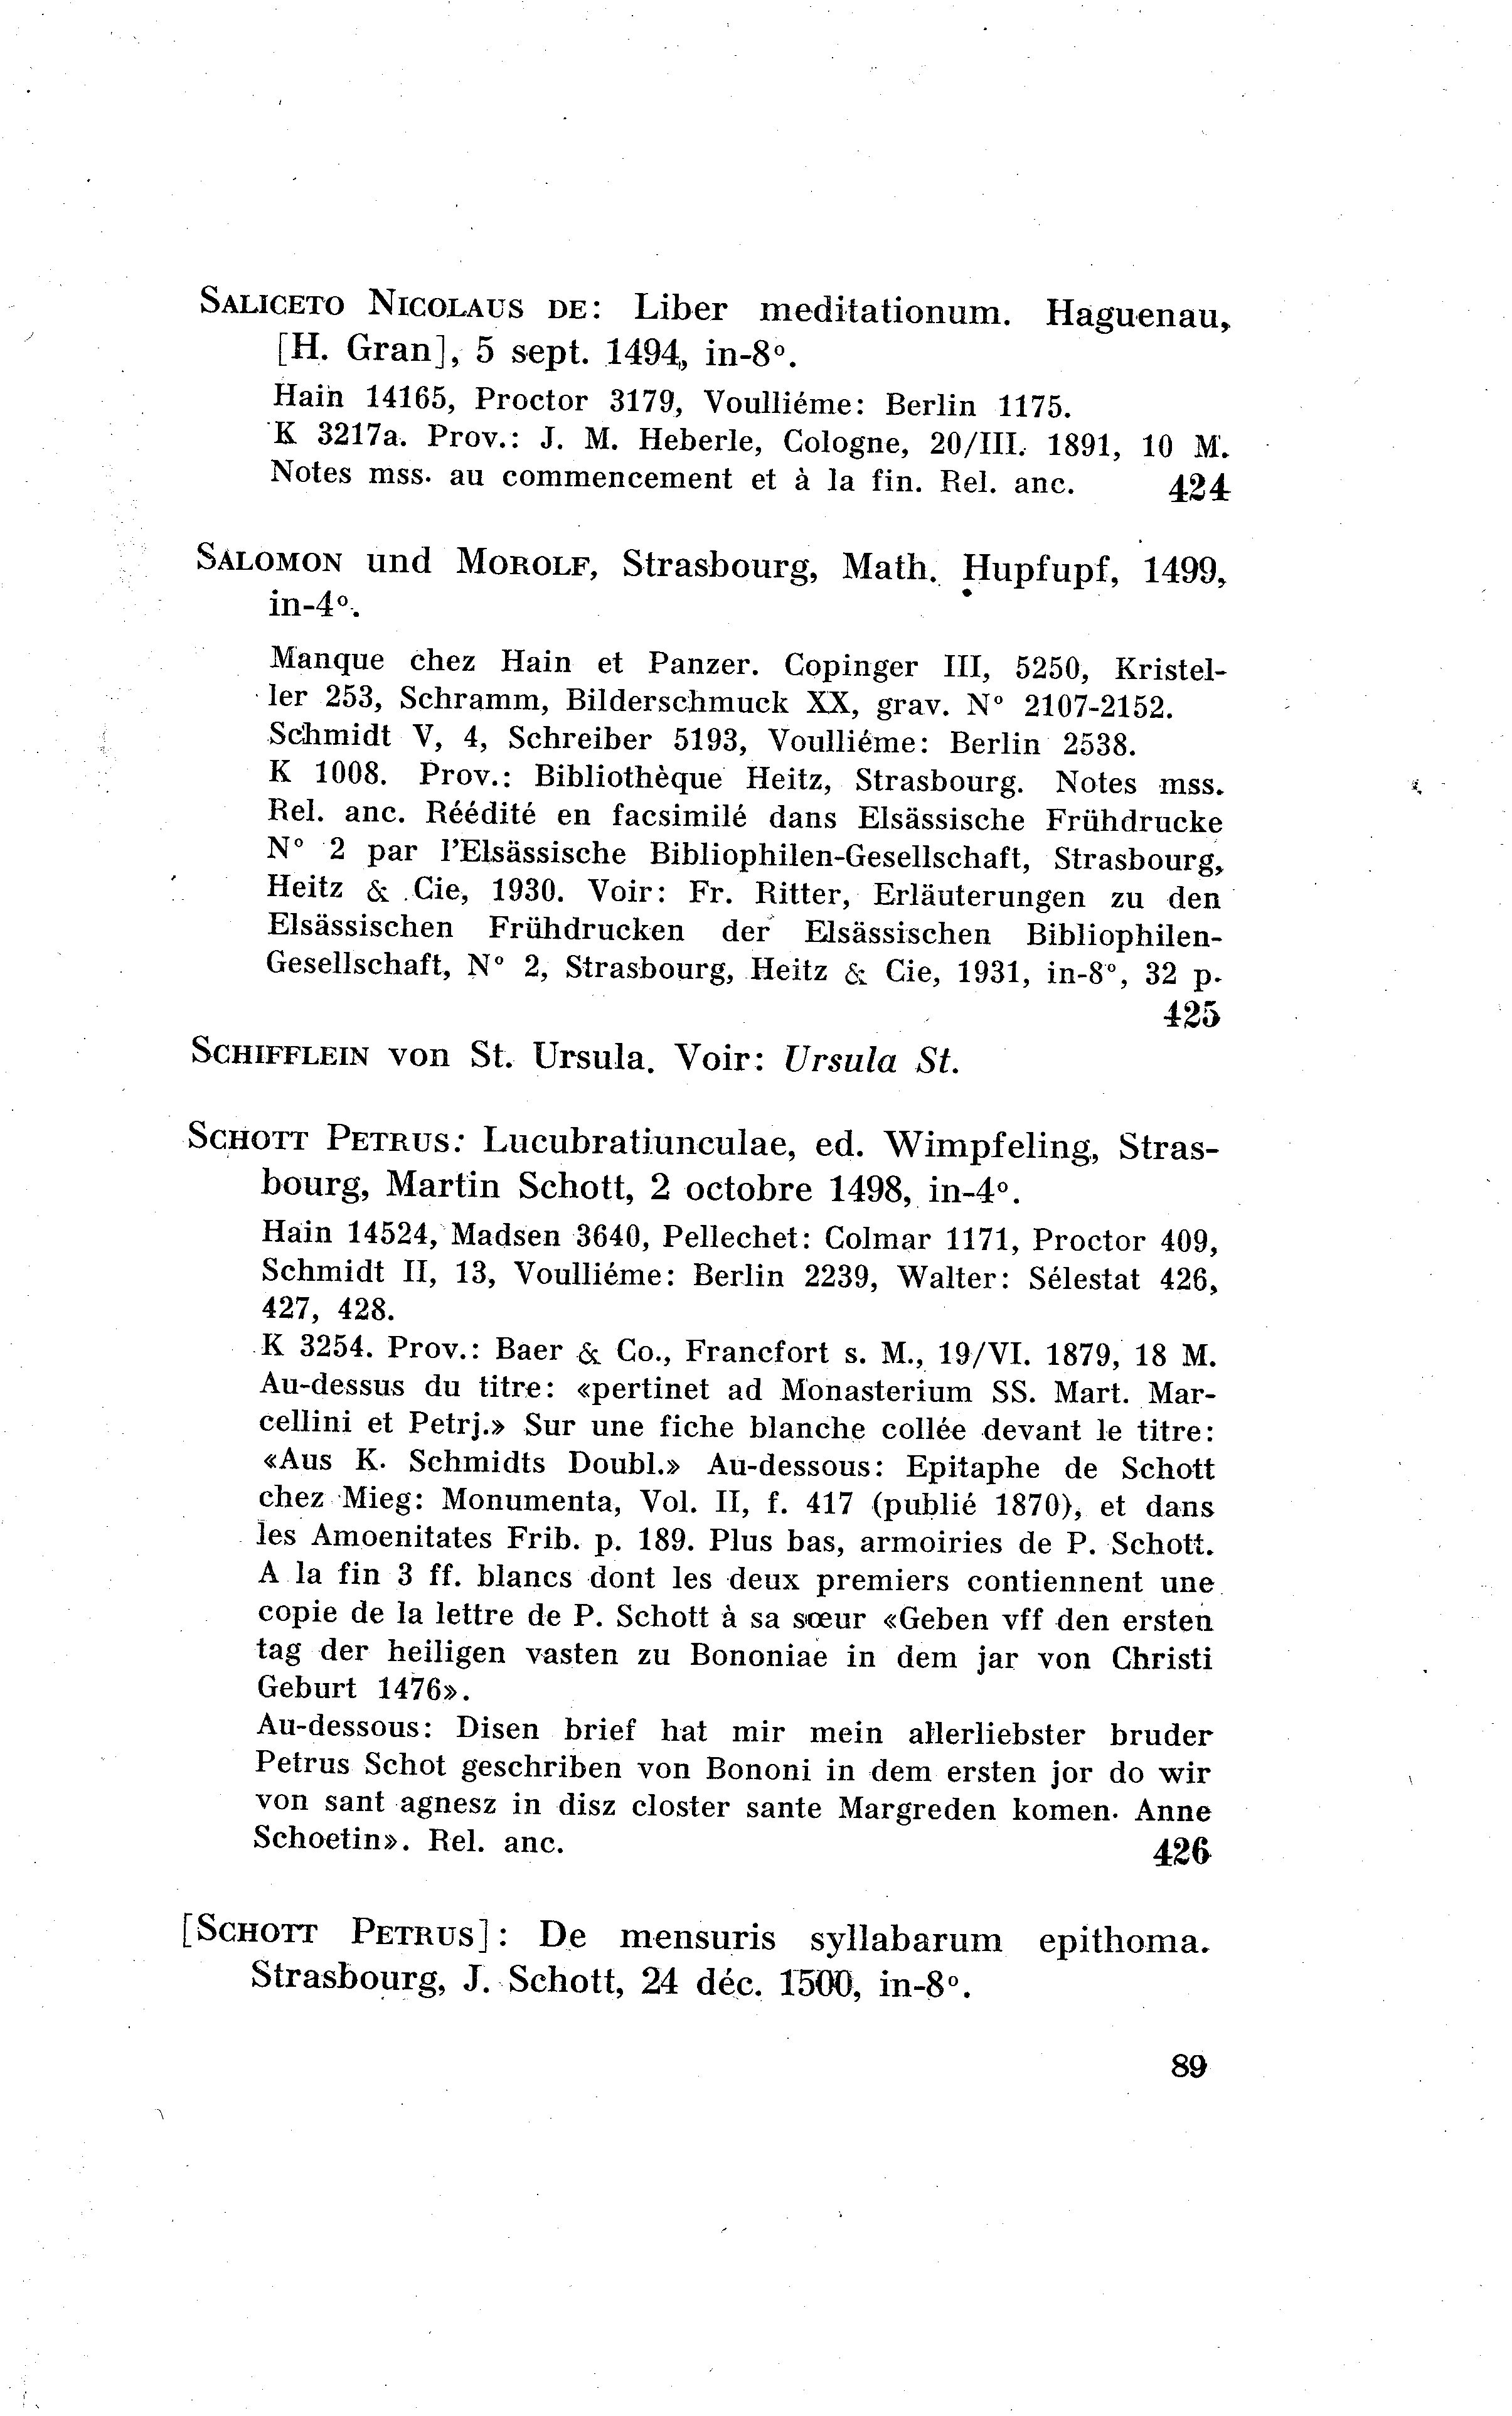 SALICETO NICOLAUS DE: Liber meditationum. Haguenau,
[H. Gran], 5 sept. 1494, in-8°.
Hain 14165, Proctor 3179, Voulliéme: Berlin 1175.
K 3217a. Prov.: J. M. Heberle, Cologne, 20/III. 1891, 10 M.
Notes mss. au commencement et à la fin. Rel. anc. 424
SALOMON und MOROLF, Strasbourg, Math. Hupfupf, 1499,
in-4°.
Manque chez Hain et Panzer. Copinger III, 5250, Kristel-
ler 253, Schramm, Bilderschmuck XX, grav. N° 2107-2152.
Schmidt V, 4, Schreiber 5193, Voulliéme: Berlin 2538.
K 1008. Prov.: Bibliothèque Heitz, Strasbourg. Notes mss.
Rel. anc. Réédité en facsimilé dans Elsässische Frühdrucke
N° 2 par l'Elsässische Bibliophilen-Gesellschaft, Strasbourg,
Heitz & Cie, 1930. Voir: Fr. Ritter, Erläuterungen zu den
Elsässischen Frühdrucken der Elsässischen Bibliophilen-
Gesellschaft, N° 2, Strasbourg, Heitz & Cie, 1931, in-8°, 32 p.
425
SCHIFFLEIN von St. Ursula. Voir: Ursula St.
SCHOTT PETRUS: Lucubratiunculae, ed. Wimpfeling, Stras-
bourg, Martin Schott, 2 octobre 1498, in-4°.
Hain 14524, Madsen 3640, Pellechet: Colmar 1171, Proctor 409,
Schmidt II, 13, Voulliéme: Berlin 2239, Walter: Sélestat 426,
427, 428.
K 3254. Prov.: Baer & Co., Francfort s. M., 19/VI. 1879, 18 M.
Au-dessus du titre: «pertinet ad Monasterium SS. Mart. Mar-
cellini et Petrj.» Sur une fiche blanche collée devant le titre:
«Aus K. Schmidts Doubl.» Au-dessous: Epitaphe de Schott
chez Mieg: Monumenta, Vol. II, f. 417 (publié 1870), et dans
les Amoenitates Frib. p. 189. Plus bas, armoiries de P. Schott.
A la fin 3 ff. blancs dont les deux premiers contiennent une
copie de la lettre de P. Schott à sa sœur «Geben vff den ersten
tag der heiligen vasten zu Bononiae in dem jar von Christi
Geburt 1476».
Au-dessous: Disen brief hat mir mein allerliebster bruder
Petrus Schot geschriben von Bononi in dem ersten jor do wir
von sant agnesz in disz closter sante Margreden komen. Anne
Schoetin». Rel. anc. 426
[SCHOTT PETRUS]: De mensuris syllabarum epithoma.
Strasbourg, J. Schott, 24 déc. 1500, in-8°.
89